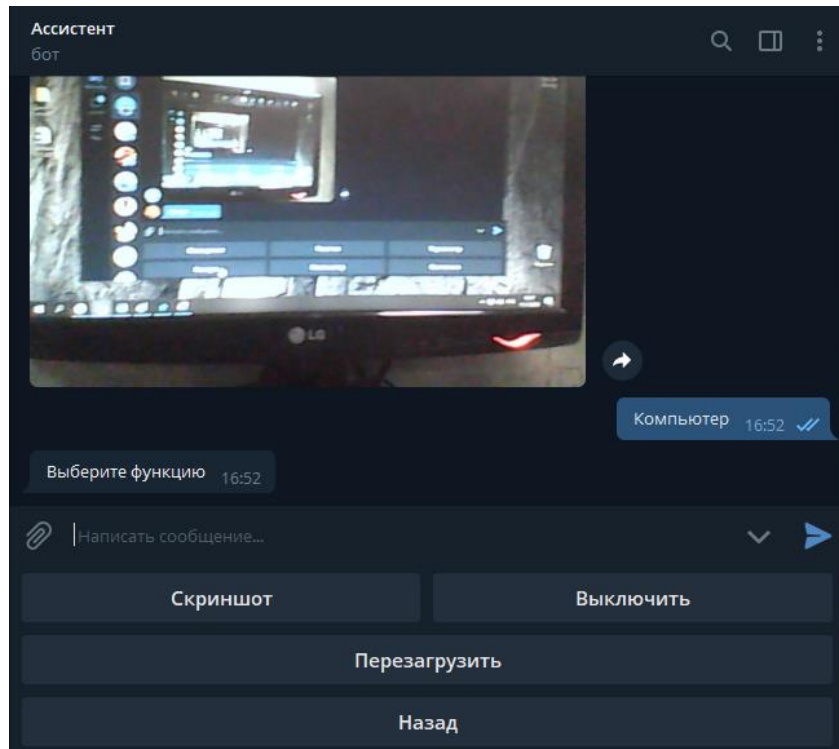 Ассистент
бот
LG
Компьютер 16:52
Выберите функцию 16:52
Написать сообщение...
Скриншот
Выключить
Перезагрузить
Назад